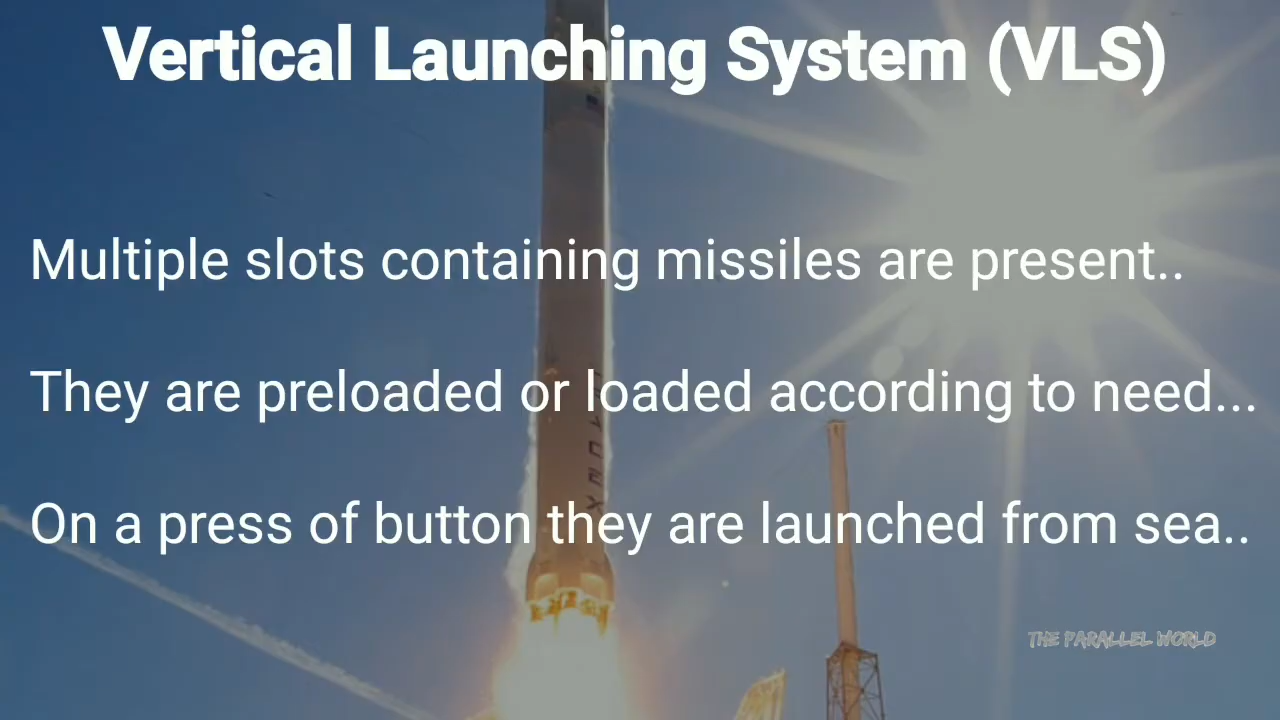 Vertical Launching System (VLS)
Multiple slots containing missiles are present..
They are preloaded or loaded according to need...
On a press of button they are launched from sea..
THE PARALLEL WORLD